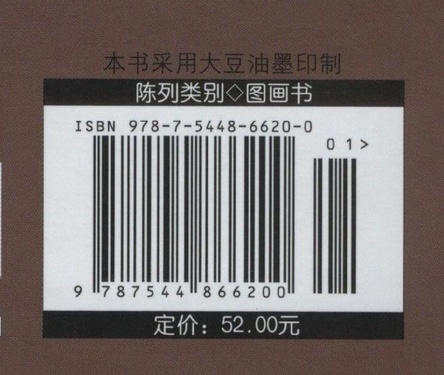 本书采用大豆油墨印制
陈列类别◇图画书
ISBN 978-7-5448-6620-0
01>
9 787544 866200
定价：52.00元